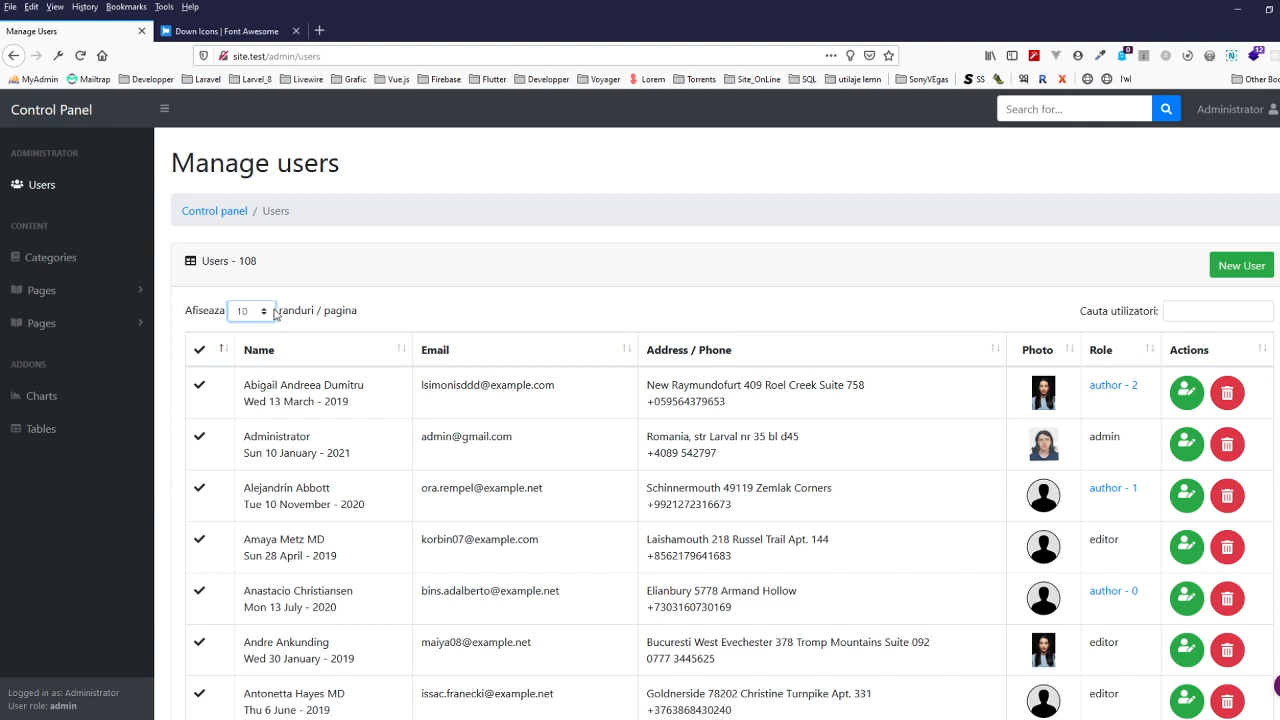 File Edit View History Bookmarks Tools Help
Manage Users
Down Icons | Font Awesome
site.test/admin/users
12
0
MyAdmin Mailtrap Developper Laravel Larvel_8 Livewire Grafic Vue.js Firebase Flutter Developper Voyager Lorem Torrents Site_OnLine SQL utilaje lemn SonyVEgas SS R X [w] Other Boo
Control Panel
Search for...
Administrator
ADMINISTRATOR
Users
CONTENT
Categories
Pages
Pages
ADDONS
Charts
Tables
Logged in as: Administrator
User role: admin
Manage users
Control panel / Users
Users - 108
New User
Afiseaza 10 randuri / pagina
Cauta utilizatori:
Name Email Address / Phone Photo Role Actions
Abigail Andreea Dumitru
Wed 13 March - 2019
lsimonisddd@example.com
New Raymundofurt 409 Roel Creek Suite 758
+059564379653
author - 2
Administrator
Sun 10 January - 2021
admin@gmail.com
Romania, str Larval nr 35 bl d45
+4089 542797
admin
Alejandrin Abbott
Tue 10 November - 2020
ora.rempel@example.net
Schinnermouth 49119 Zemlak Corners
+9921272316673
author - 1
Amaya Metz MD
Sun 28 April - 2019
korbin07@example.com
Laishamouth 218 Russel Trail Apt. 144
+8562179641683
editor
Anastacio Christiansen
Mon 13 July - 2020
bins.adalberto@example.net
Elianbury 5778 Armand Hollow
+7303160730169
author - 0
Andre Ankunding
Wed 30 January - 2019
maiya08@example.net
Bucuresti West Evechester 378 Tromp Mountains Suite 092
0777 3445625
editor
Antonetta Hayes MD
Thu 6 June - 2019
issac.franecki@example.net
Goldnerside 78202 Christine Turnpike Apt. 331
+3763868430240
editor